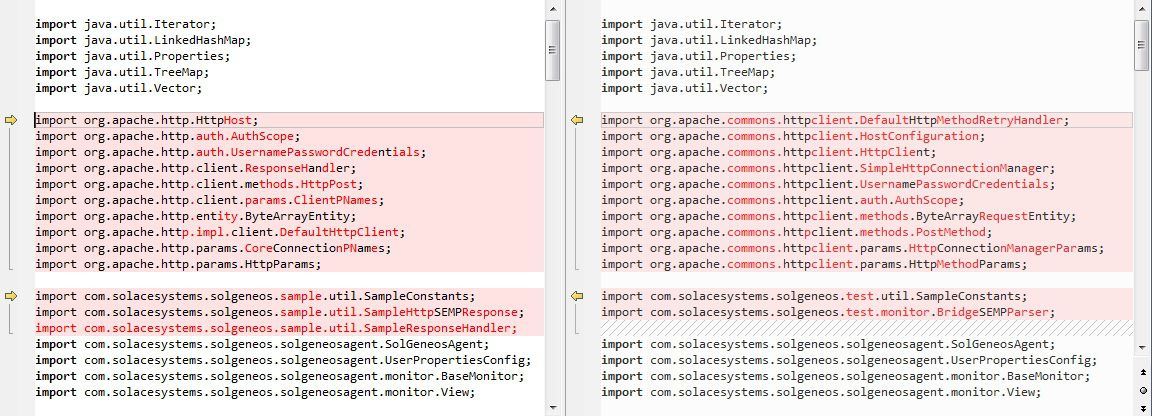 import java.util.Iterator;
import java.util.LinkedHashMap;
import java.util.Properties;
import java.util.TreeMap;
import java.util.Vector;
import org.apache.http.HttpHost;
import org.apache.http.auth.AuthScope;
import org.apache.http.auth.UsernamePasswordCredentials;
import org.apache.http.client.ResponseHandler;
import org.apache.http.client.methods.HttpPost;
import org.apache.http.client.params.ClientPNames;
import org.apache.http.entity.ByteArrayEntity;
import org.apache.http.impl.client.DefaultHttpClient;
import org.apache.http.params.CoreConnectionPNames;
import org.apache.http.params.HttpParams;
import com.solacesystems.solgeneos.sample.util.SampleConstants;
import com.solacesystems.solgeneos.sample.util.SampleHttpSEMPResponse;
import com.solacesystems.solgeneos.sample.util.SampleResponseHandler;
import com.solacesystems.solgeneos.solgeneosagent.SolGeneosAgent;
import com.solacesystems.solgeneos.solgeneosagent.UserPropertiesConfig;
import com.solacesystems.solgeneos.solgeneosagent.monitor.BaseMonitor;
import com.solacesystems.solgeneos.solgeneosagent.monitor.View;
import java.util.Iterator;
import java.util.LinkedHashMap;
import java.util.Properties;
import java.util.TreeMap;
import java.util.Vector;
import org.apache.commons.httpclient.DefaultHttpMethodRetryHandler;
import org.apache.commons.httpclient.HostConfiguration;
import org.apache.commons.httpclient.HttpClient;
import org.apache.commons.httpclient.SimpleHttpConnectionManager;
import org.apache.commons.httpclient.UsernamePasswordCredentials;
import org.apache.commons.httpclient.auth.AuthScope;
import org.apache.commons.httpclient.methods.ByteArrayRequestEntity;
import org.apache.commons.httpclient.methods.PostMethod;
import org.apache.commons.httpclient.params.HttpConnectionManagerParams;
import org.apache.commons.httpclient.params.HttpMethodParams;
import com.solacesystems.solgeneos.test.util.SampleConstants;
import com.solacesystems.solgeneos.test.monitor.BridgeSEMPParser;
import com.solacesystems.solgeneos.solgeneosagent.SolGeneosAgent;
import com.solacesystems.solgeneos.solgeneosagent.UserPropertiesConfig;
import com.solacesystems.solgeneos.solgeneosagent.monitor.BaseMonitor;
import com.solacesystems.solgeneos.solgeneosagent.monitor.View;